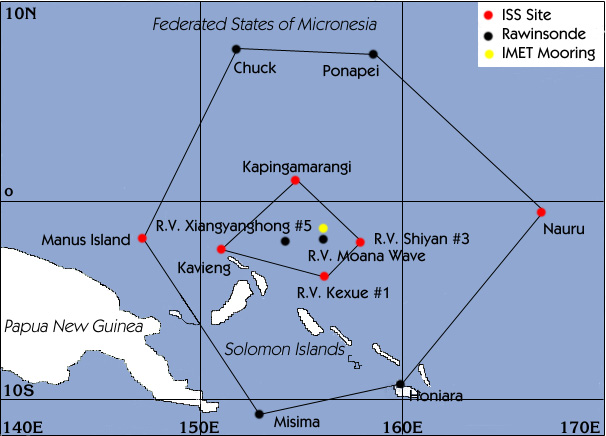 10N
Federated States of Micronesia
ISS Site
Rawinsonde
IMET Mooring
Chuck
Ponapei
Kapingamarangi
0
R.V. Xiangyanghong #5
Manus Island
R.V. Shiyan #3
Nauru
R.V. Moana Wave
Kavieng
R.V. Kexue #1
Papua New Guinea
Solomon Islands
10S
Honiara
Misima
140E
150E
160E
170E